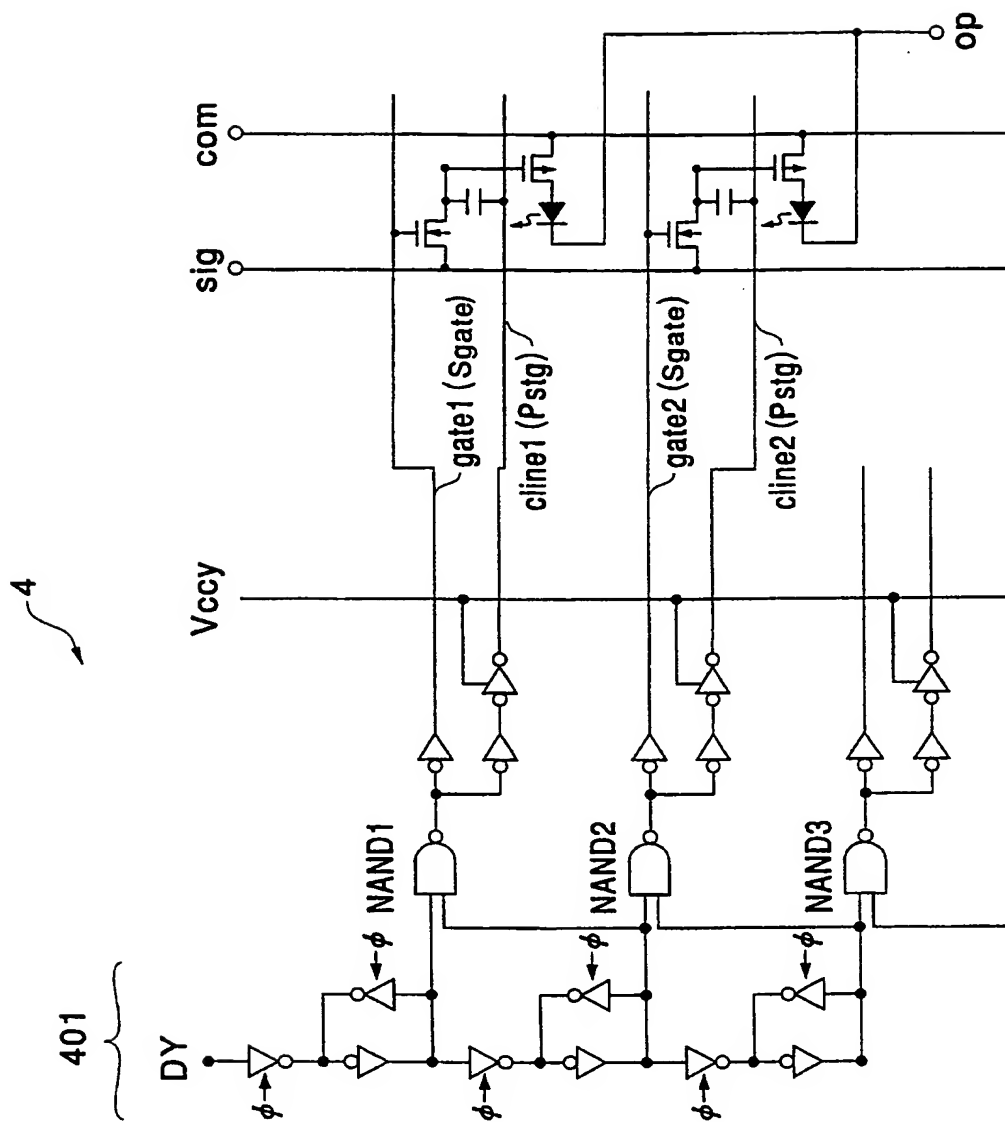 4
401
DY
Vccy
sig
com
op
ϕ
ϕ
NAND1
gate1 (Sgate)
cline1 (Pstg)
ϕ
ϕ
NAND2
gate2 (Sgate)
cline2 (Pstg)
ϕ
ϕ
NAND3